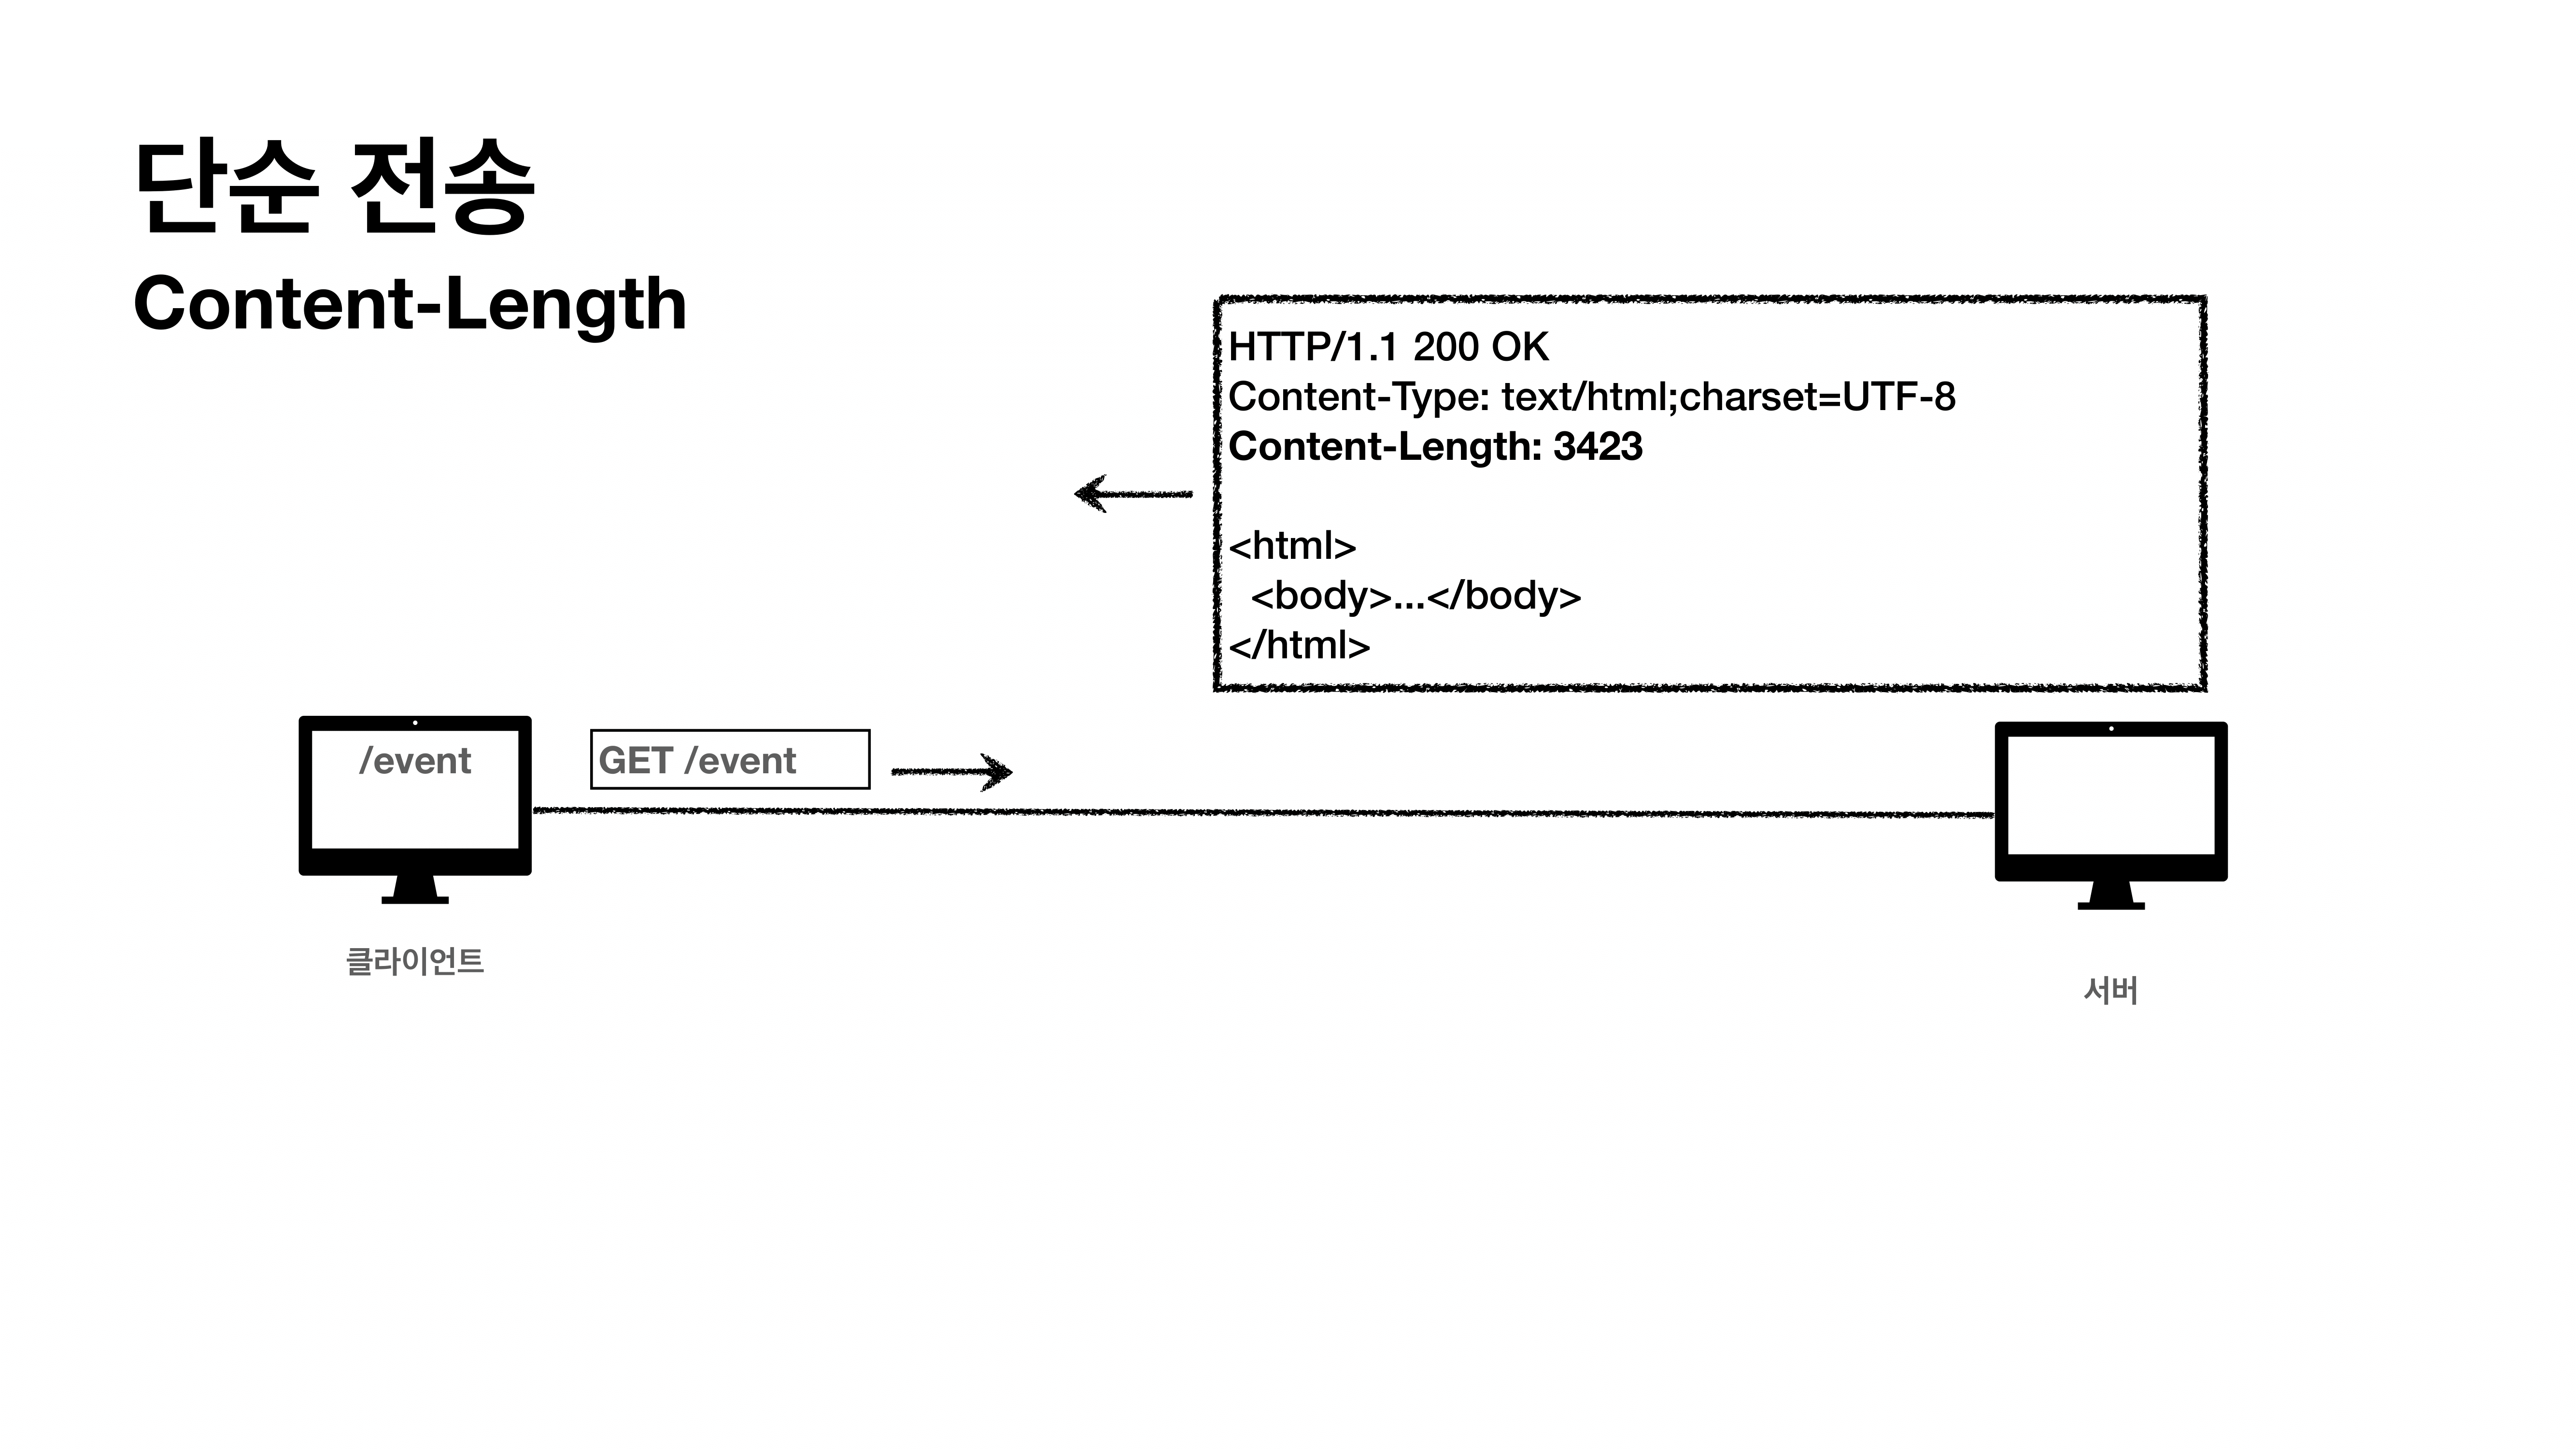 단순 전송
Content-Length
HTTP/1.1 200 OK
Content-Type: text/html;charset=UTF-8
Content-Length: 3423
<html>
<body>...</body>
</html>
/event
GET /event
클라이언트
서버